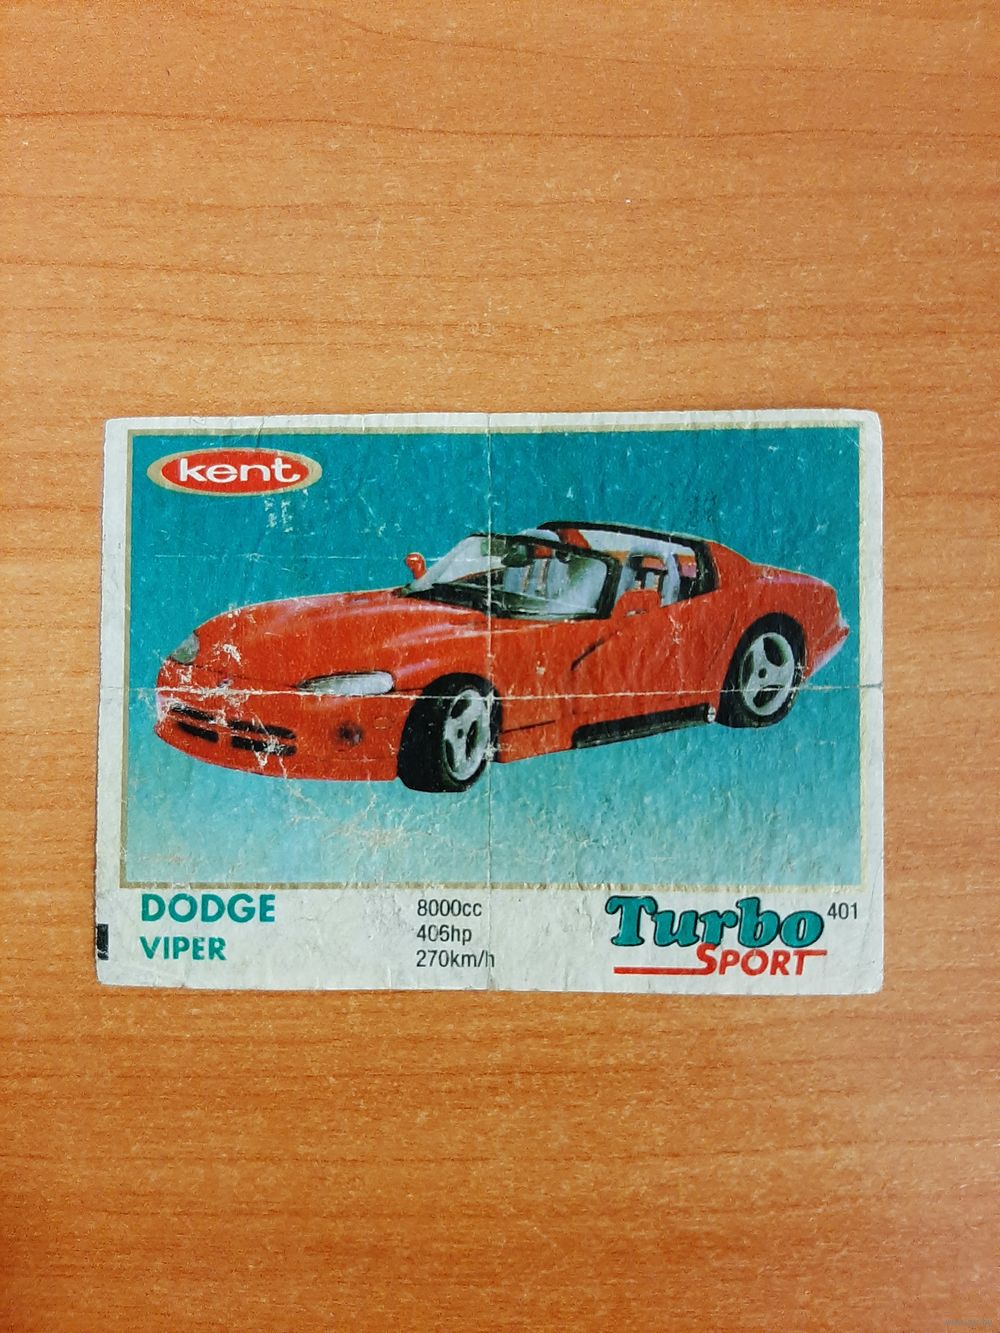 kent
DODGE
VIPER
8000cc
406hp
270km/h
Turbo
SPORT
401